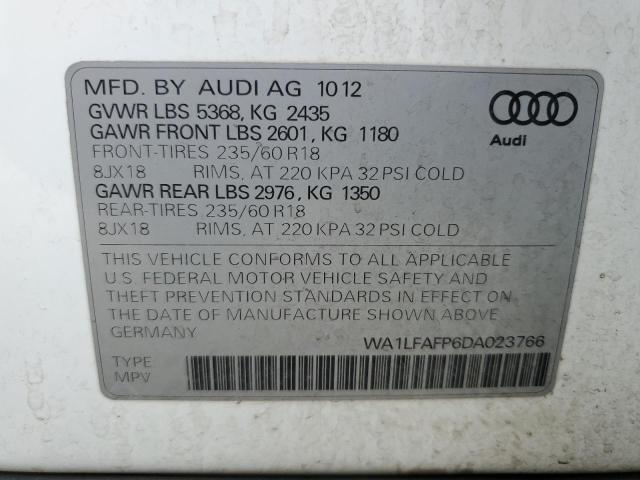 MFD. BY AUDI AG 1012
GVWR LBS 5368, KG 2435
GAWR FRONT LBS 2601, KG 1180
FRONT-TIRES 235/60 R18
8JX18 RIMS, AT 220 KPA 32 PSI COLD
GAWR REAR LBS 2976, KG 1350
REAR-TIRES 235/60 R18
8JX18 RIMS, AT 220 KPA 32 PSI COLD
Audi
THIS VEHICLE CONFORMS TO ALL APPLICABLE
U.S. FEDERAL MOTOR VEHICLE SAFETY AND
THEFT PREVENTION STANDARDS IN EFFECT ON
THE DATE OF MANUFACTURE SHOWN ABOVE
GERMANY WA1LFAFP6DA023766
TYPE
MPV